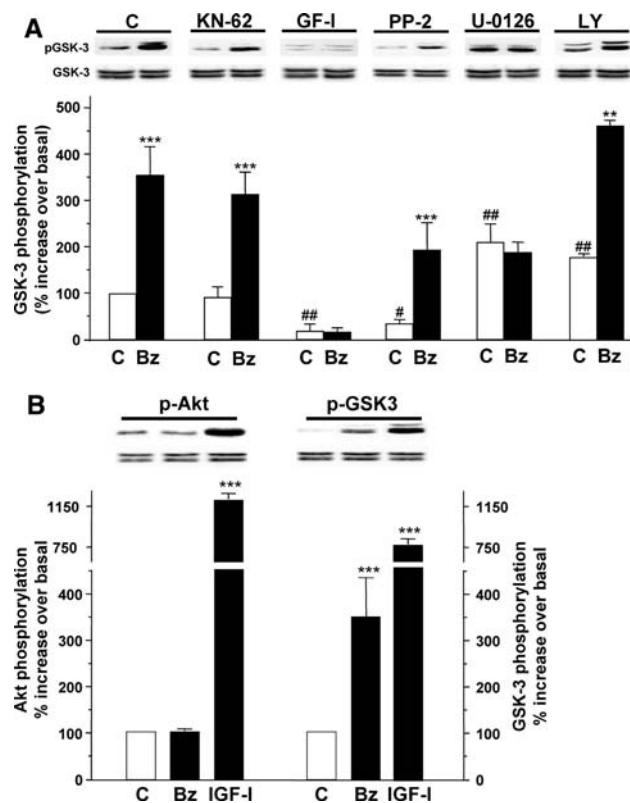 A
C KN-62 GF-I PP-2 U-0126 LY
pGSK-3
GSK-3
GSK-3 phosphorylation
(% increase over basal)
500
400
300
200
100
0
***
***
##
#
***
##
##
**
C Bz C Bz C Bz C Bz C Bz C Bz
B
p-Akt p-GSK3
Akt phosphorylation
% increase over basal
1150
750
400
300
200
100
0
***
***
***
1150
750
400
300
200
100
0
GSK-3 phosphorylation
% increase over basal
C Bz IGF-I C Bz IGF-I